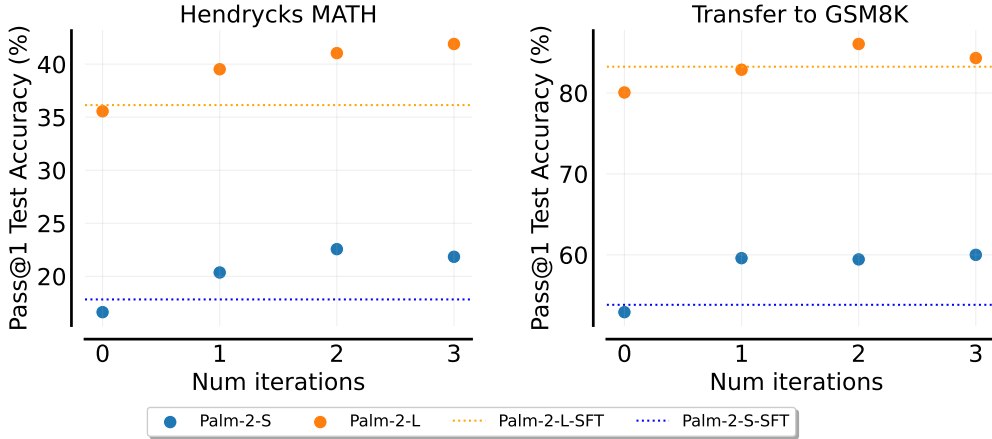 Hendrycks MATH
Pass@1 Test Accuracy (%)
40
35
30
25
20
0 1 2 3
Num iterations
Transfer to GSM8K
Pass@1 Test Accuracy (%)
80
70
60
0 1 2 3
Num iterations
Palm-2-S Palm-2-L Palm-2-L-SFT Palm-2-S-SFT